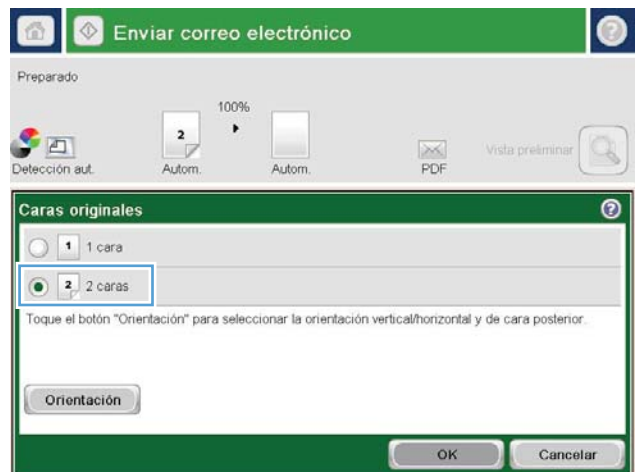 Enviar correo electrónico
?
Preparado
100%
2
Detección aut.
Autom.
Autom.
PDF
Vista preliminar
Caras originales
?
1 1 cara
2 2 caras
Toque el botón "Orientación" para seleccionar la orientación vertical/horizontal y de cara posterior.
Orientación
OK
Cancelar